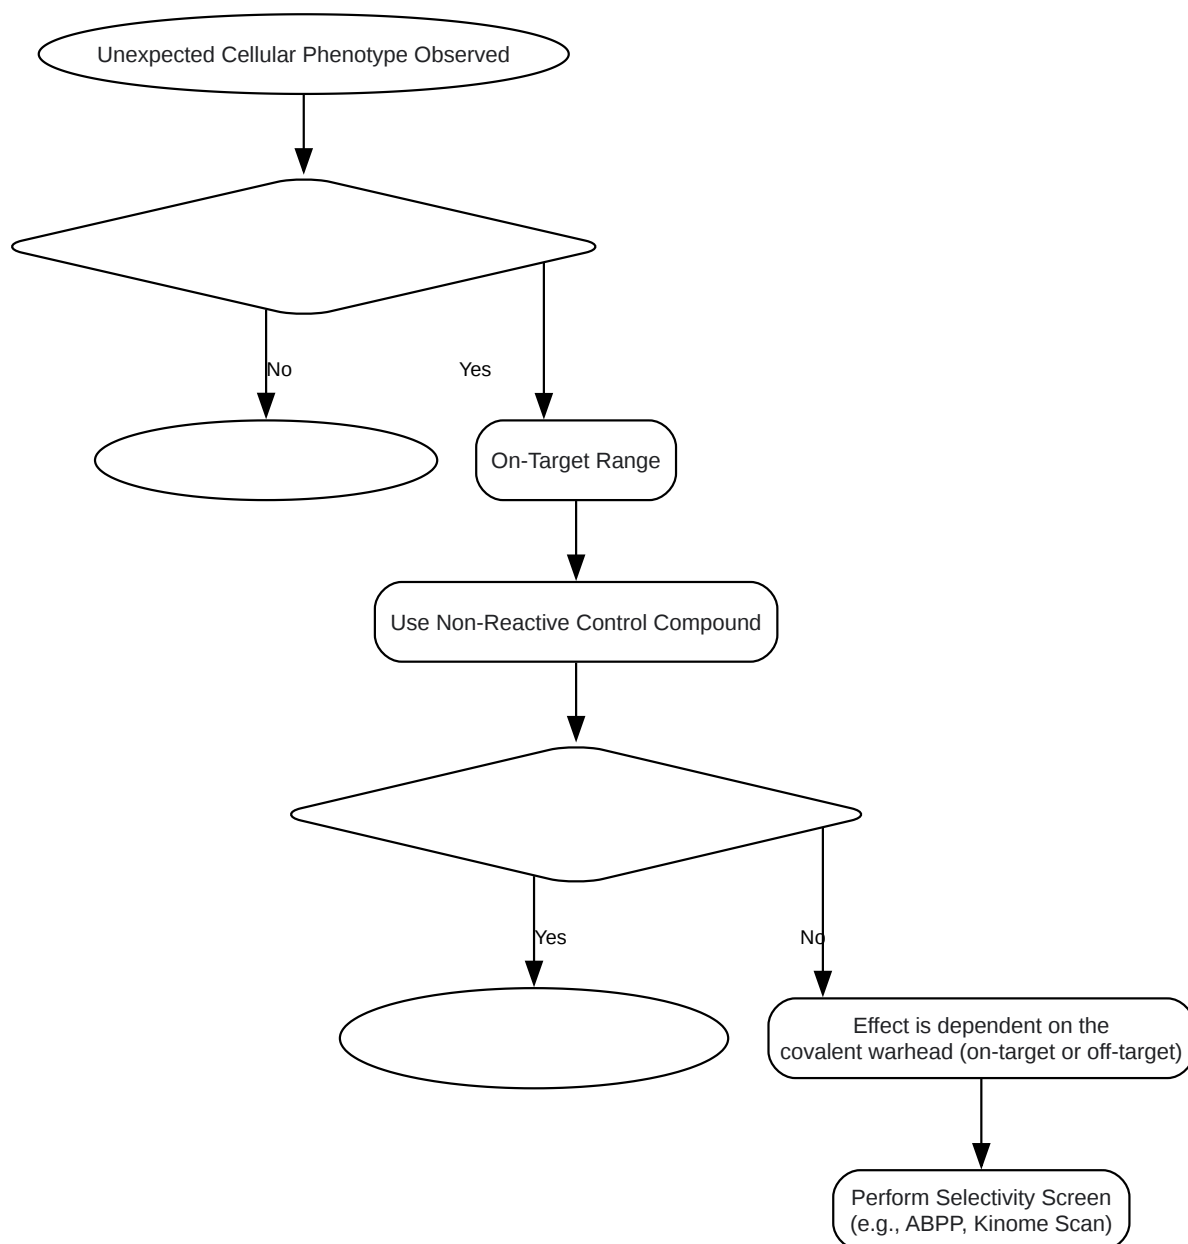 Unexpected Cellular Phenotype Observed
No
Yes
On-Target Range
Use Non-Reactive Control Compound
Yes
No
Effect is dependent on the
covalent warhead (on-target or off-target)
Perform Selectivity Screen
(e.g., ABPP, Kinome Scan)